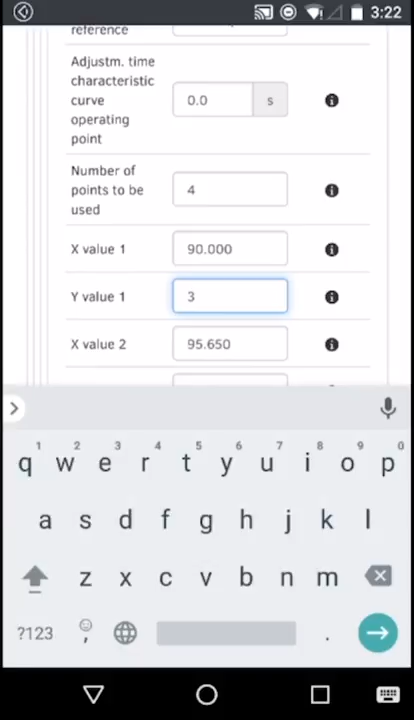 3:22
reference
Adjustm. time
characteristic
curve
operating
point
0.0 s
Number of
points to be
used
4
X value 1
90.000
Y value 1
3
X value 2
95.650
1 2 3 4 5 6 7 8 9 0
q w e r t y u i o p
a s d f g h j k l
z x c v b n m
?123 , .